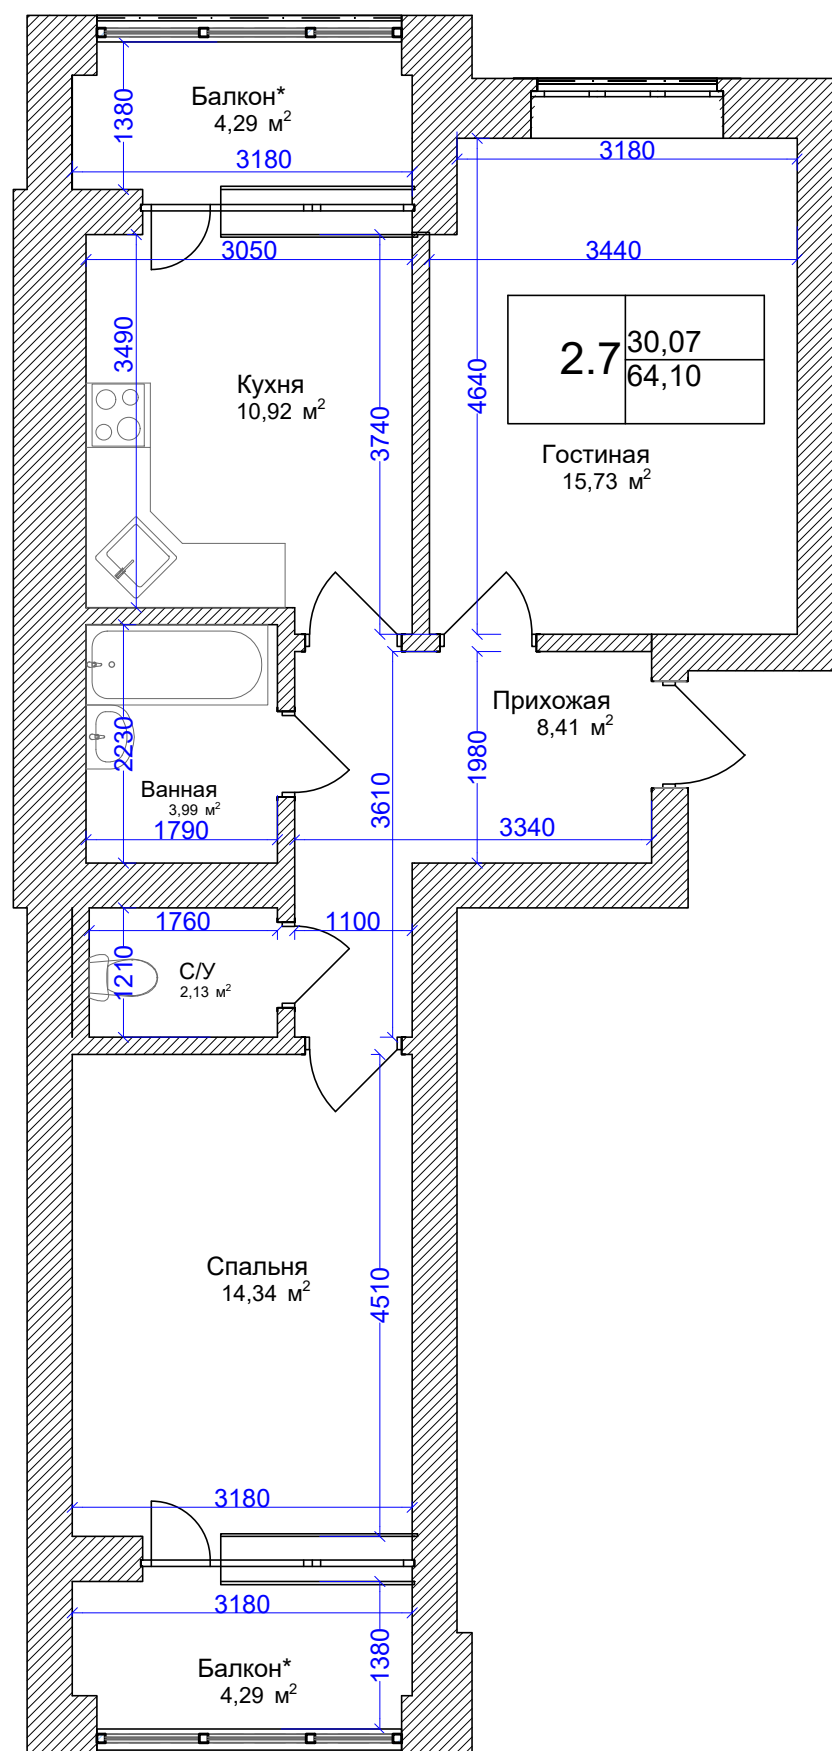 Балкон*
4,29 м²
1380
3180
3180
3050
3440
3490
Кухня
10,92 м²
3740
4640
2.7
30,07
64,10
Гостиная
15,73 м²
Прихожая
8,41 м²
2230
Ванная
3,99 м²
1790
3610
1980
3340
1760
1100
1210
С/У
2,13 м²
Спальня
14,34 м²
4510
3180
3180
Балкон*
4,29 м²
1380